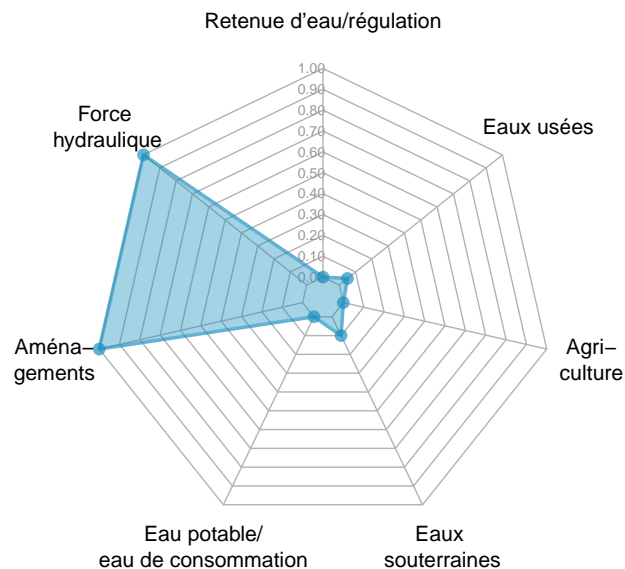 Retenue d’eau/régulation
1.00
0.90
0.80
0.70
0.60
0.50
0.40
0.30
0.20
0.10
0.00
Force
hydraulique
Eaux usées
Aména–
gements
Agri–
culture
Eau potable/
eau de consommation
Eaux
souterraines